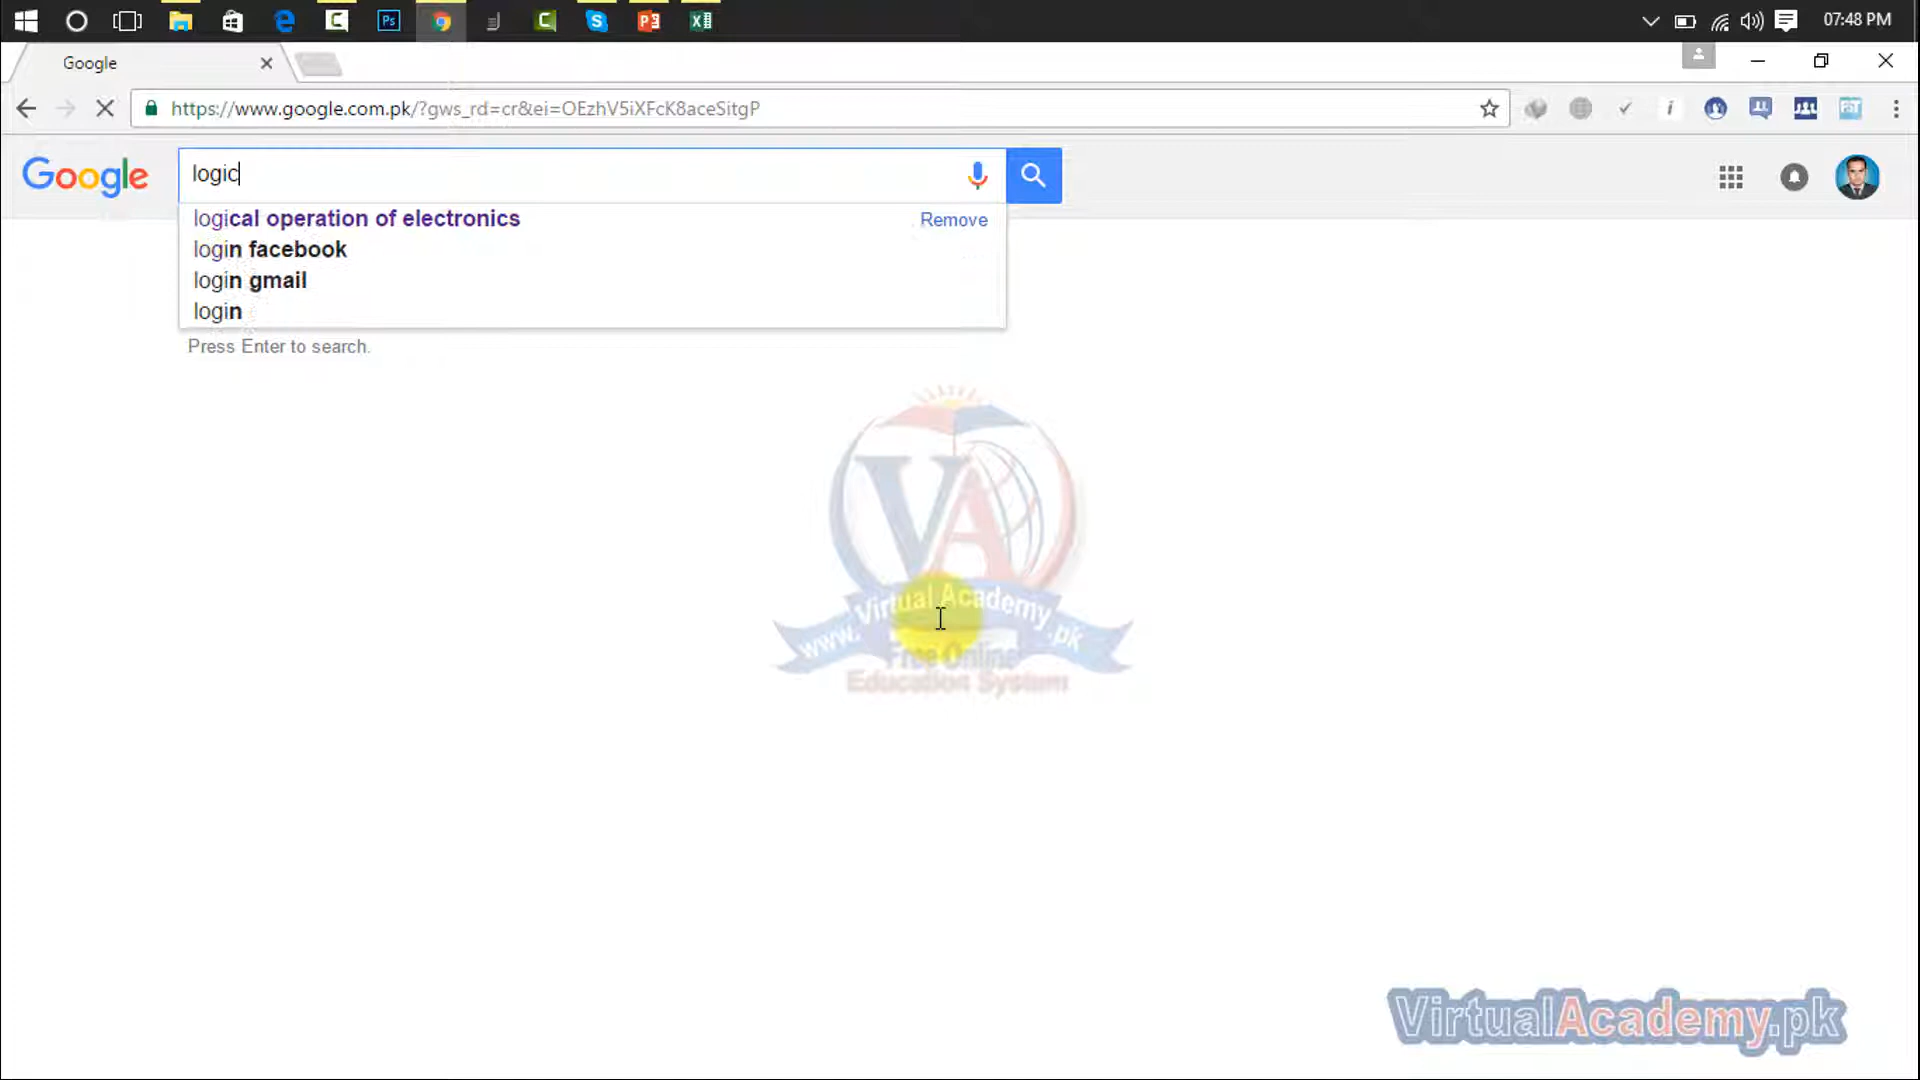 07:48 PM
Google
https://www.google.com.pk/?gws_rd=cr&ei=OEzhV5iXFcK8aceSitgP
Google
logic
logical operation of electronics
Remove
login facebook
login gmail
login
Press Enter to search.
VA
www.VirtualAcademy.pk
Free Online
Education System
VirtualAcademy.pk